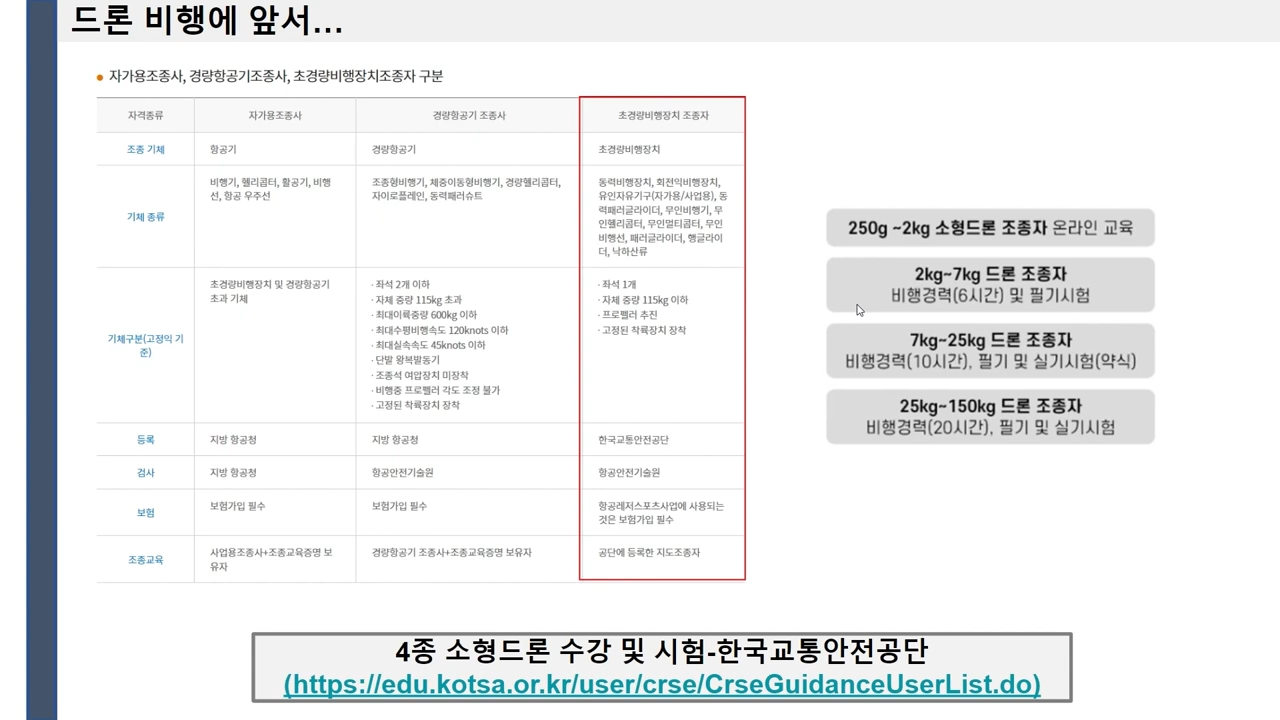 드론 비행에 앞서...
자가용조종사, 경량항공기조종사, 초경량비행장치조종자 구분
자격종류
자가용조종사
경량항공기 조종사
초경량비행장치 조종자
조종 기체
항공기
경량항공기
초경량비행장치
기체 종류
비행기, 헬리콥터, 활공기, 비행
선, 항공 우주선
조종형비행기, 체중이동형비행기, 경량헬리콥터,
자이로플레인, 동력패러슈트
동력비행장치, 회전익비행장치,
유인자유기구(자가용/사업용), 동
력패러글라이더, 무인비행기, 무
인헬리콥터, 무인멀티콥터, 무인
비행선, 패러글라이더, 행글라이
더, 낙하산류
기체구분(고정익 기
준)
초경량비행장치 및 경량항공기
초과 기체
· 좌석 2개 이하
· 자체 중량 115kg 초과
· 최대이륙중량 600kg 이하
· 최대수평비행속도 120knots 이하
· 최대실속속도 45knots 이하
· 단발 왕복발동기
· 조종석 여압장치 미장착
· 비행중 프로펠러 각도 조정 불가
· 고정된 착륙장치 장착
· 좌석 1개
· 자체 중량 115kg 이하
· 프로펠러 추진
· 고정된 착륙장치 장착
등록
지방 항공청
지방 항공청
한국교통안전공단
검사
지방 항공청
항공안전기술원
항공안전기술원
보험
보험가입 필수
보험가입 필수
항공레저스포츠사업에 사용되는
것은 보험가입 필수
조종교육
사업용조종사+조종교육증명 보
유자
경량항공기 조종사+조종교육증명 보유자
공단에 등록한 지도조종자
250g ~2kg 소형드론 조종자 온라인 교육
2kg~7kg 드론 조종자
비행경력(6시간) 및 필기시험
7kg~25kg 드론 조종자
비행경력(10시간), 필기 및 실기시험(약식)
25kg~150kg 드론 조종자
비행경력(20시간), 필기 및 실기시험
4종 소형드론 수강 및 시험-한국교통안전공단
(https://edu.kotsa.or.kr/user/crse/CrseGuidanceUserList.do)